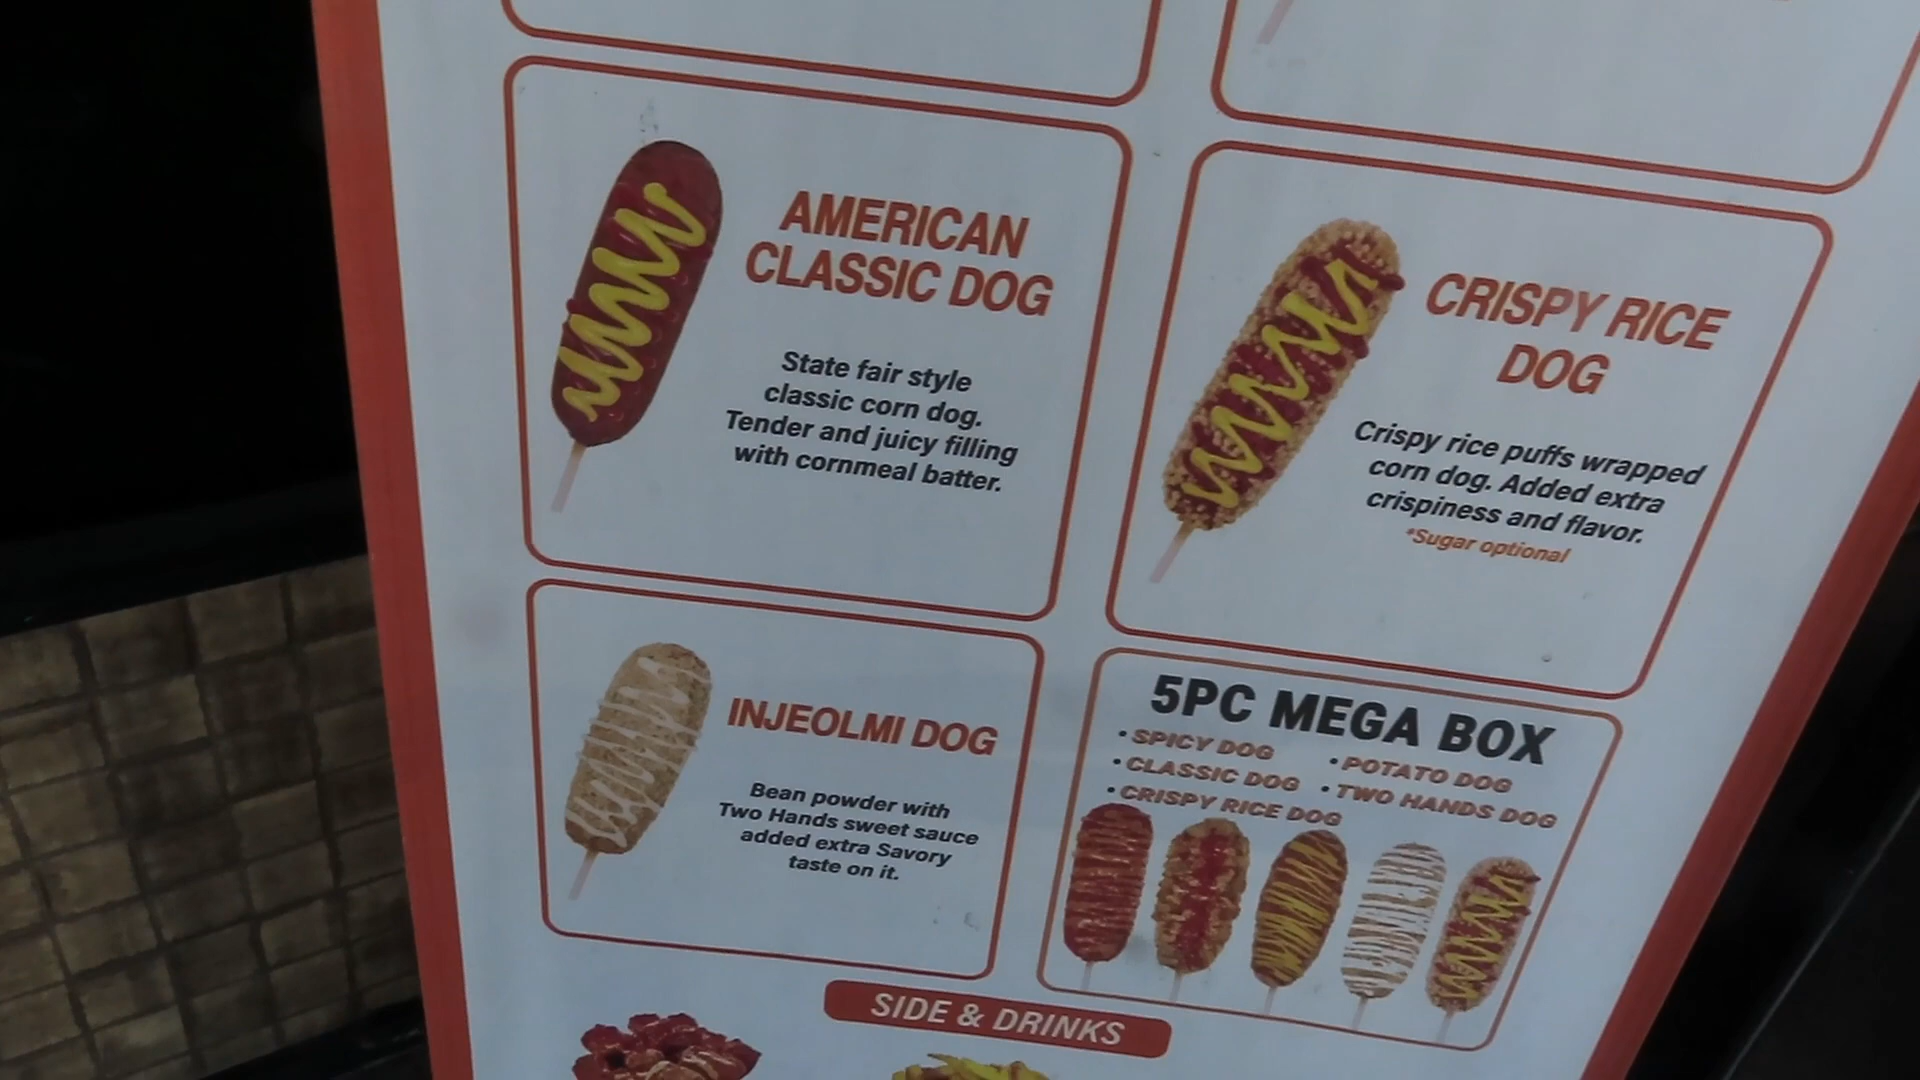 AMERICAN
CLASSIC DOG
State fair style
classic corn dog.
Tender and juicy filling
with cornmeal batter.
CRISPY RICE
DOG
Crispy rice puffs wrapped
corn dog. Added extra
crispiness and flavor.
*Sugar optional
INJEOLMI DOG
Bean powder with
Two Hands sweet sauce
added extra Savory
taste on it.
5PC MEGA BOX
• SPICY DOG
• CLASSIC DOG
• CRISPY RICE DOG
• POTATO DOG
• TWO HANDS DOG
SIDE & DRINKS